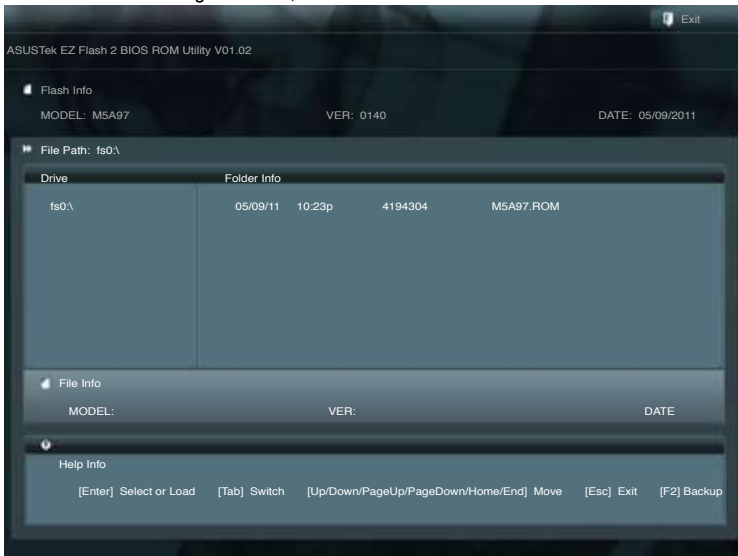 Exit
ASUSTek EZ Flash 2 BIOS ROM Utility V01.02
Flash Info
MODEL: M5A97 VER: 0140 DATE: 05/09/2011
File Path: fs0:\
Drive Folder Info
fs0:\ 05/09/11 10:23p 4194304 M5A97.ROM
File Info
MODEL: VER: DATE
Help Info
[Enter] Select or Load [Tab] Switch [Up/Down/PageUp/PageDown/Home/End] Move [Esc] Exit [F2] Backup